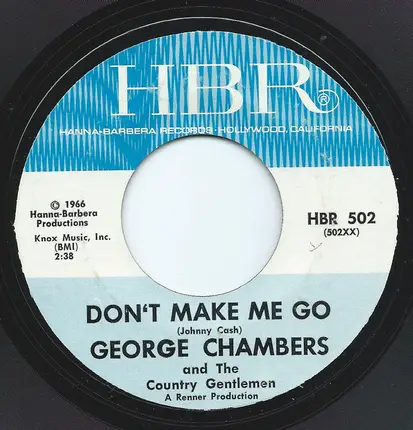 HBR®
HANNA-BARBERA RECORDS · HOLLYWOOD, CALIFORNIA
© 1966
Hanna-Barbera
Productions
Knox Music, Inc.
(BMI)
2:38
HBR 502
(502XX)
DON'T MAKE ME GO
(Johnny Cash)
GEORGE CHAMBERS
and The
Country Gentlemen
A Renner Production